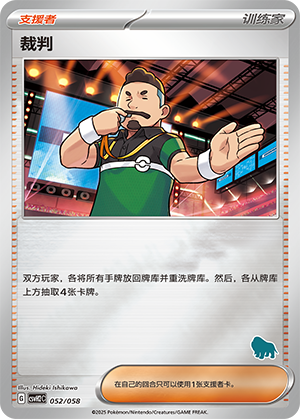 支援者
训练家
裁判
双方玩家，各将所有手牌放回牌库并重洗牌库。然后，各从牌库
上方抽取4张卡牌。
Illus. Hideki Ishikawa
G CSVH2C 052/058
在自己的回合只可以使用1张支援者卡。
©2025 Pokémon/Nintendo/Creatures/GAME FREAK.